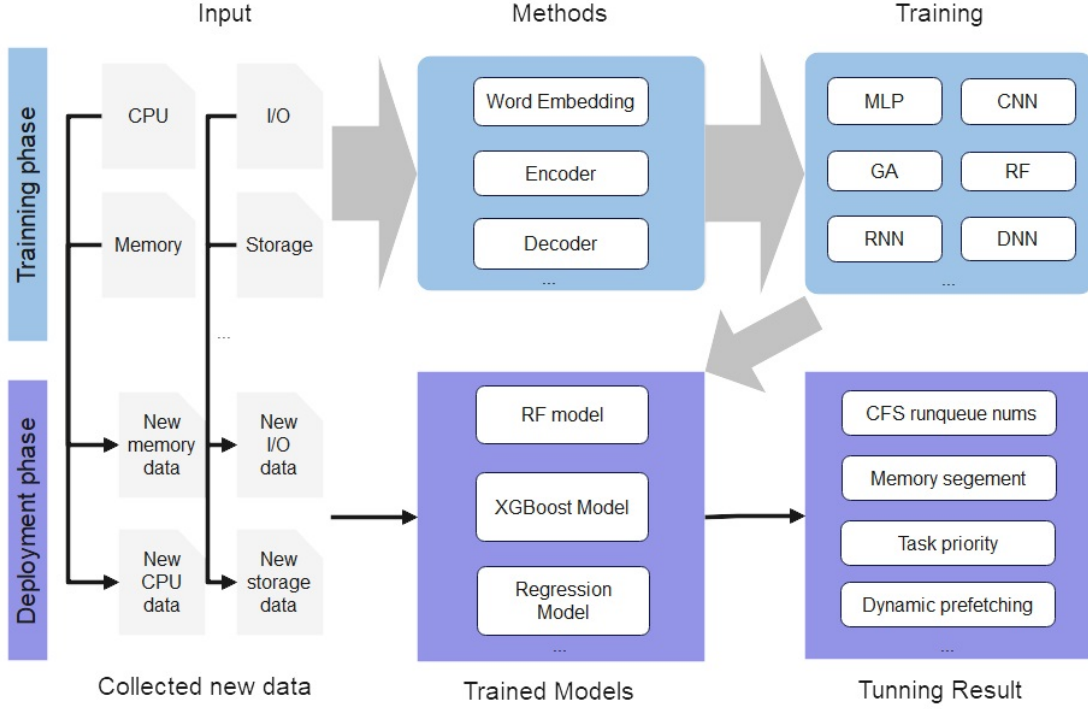 Input
Methods
Training
Trainning phase
CPU
I/O
Memory
Storage
...
Word Embedding
Encoder
Decoder
...
MLP
CNN
GA
RF
RNN
DNN
...
Deployment phase
New
memory
data
New
I/O
data
New
CPU
data
New
storage
data
RF model
XGBoost Model
Regression
Model
...
CFS runqueue nums
Memory segement
Task priority
Dynamic prefetching
...
Collected new data
Trained Models
Tunning Result